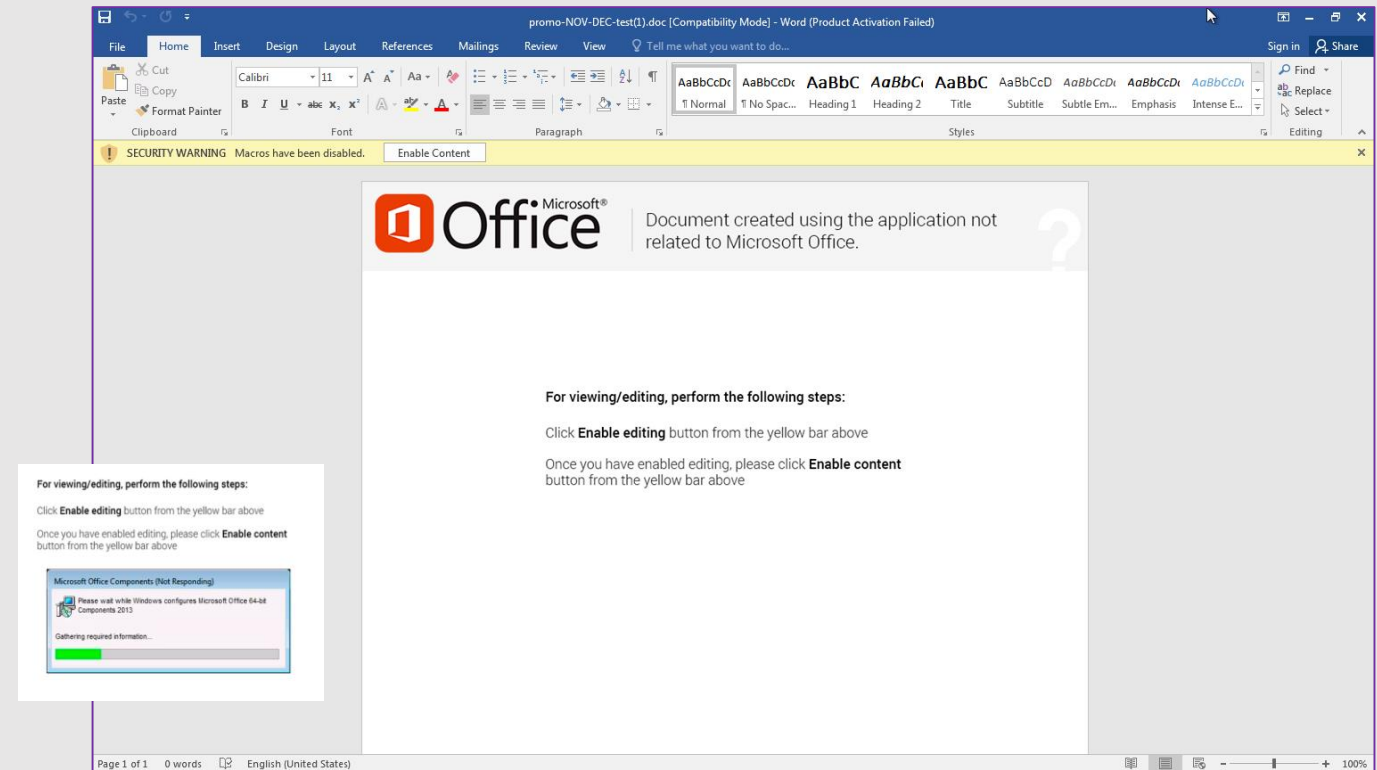 promo-NOV-DEC-test(1).doc [Compatibility Mode] - Word (Product Activation Failed)
File Home Insert Design Layout References Mailings Review View Tell me what you want to do... Sign in Share
Paste
Cut
Copy
Format Painter
Clipboard
Calibri 11 A A Aa
B I U abc x₂ x² A aby A
Font
Paragraph
AaBbCcDc AaBbCcDc AaBbC AaBbC AaBbC AaBbCcD AaBbCcDc AaBbCcDc AaBbCcDc
¶ Normal ¶ No Spac... Heading 1 Heading 2 Title Subtitle Subtle Em... Emphasis Intense E...
Styles
Find
Replace
Select
Editing
SECURITY WARNING Macros have been disabled. Enable Content
Microsoft®
Office
Document created using the application not
related to Microsoft Office.
?
For viewing/editing, perform the following steps:
Click Enable editing button from the yellow bar above
Once you have enabled editing, please click Enable content
button from the yellow bar above
For viewing/editing, perform the following steps:
Click Enable editing button from the yellow bar above
Once you have enabled editing, please click Enable content
button from the yellow bar above
Microsoft Office Components (Not Responding)
Please wait while Windows configures Microsoft Office 64-bit
Components 2013
Gathering required information...
Page 1 of 1 0 words English (United States) 100%